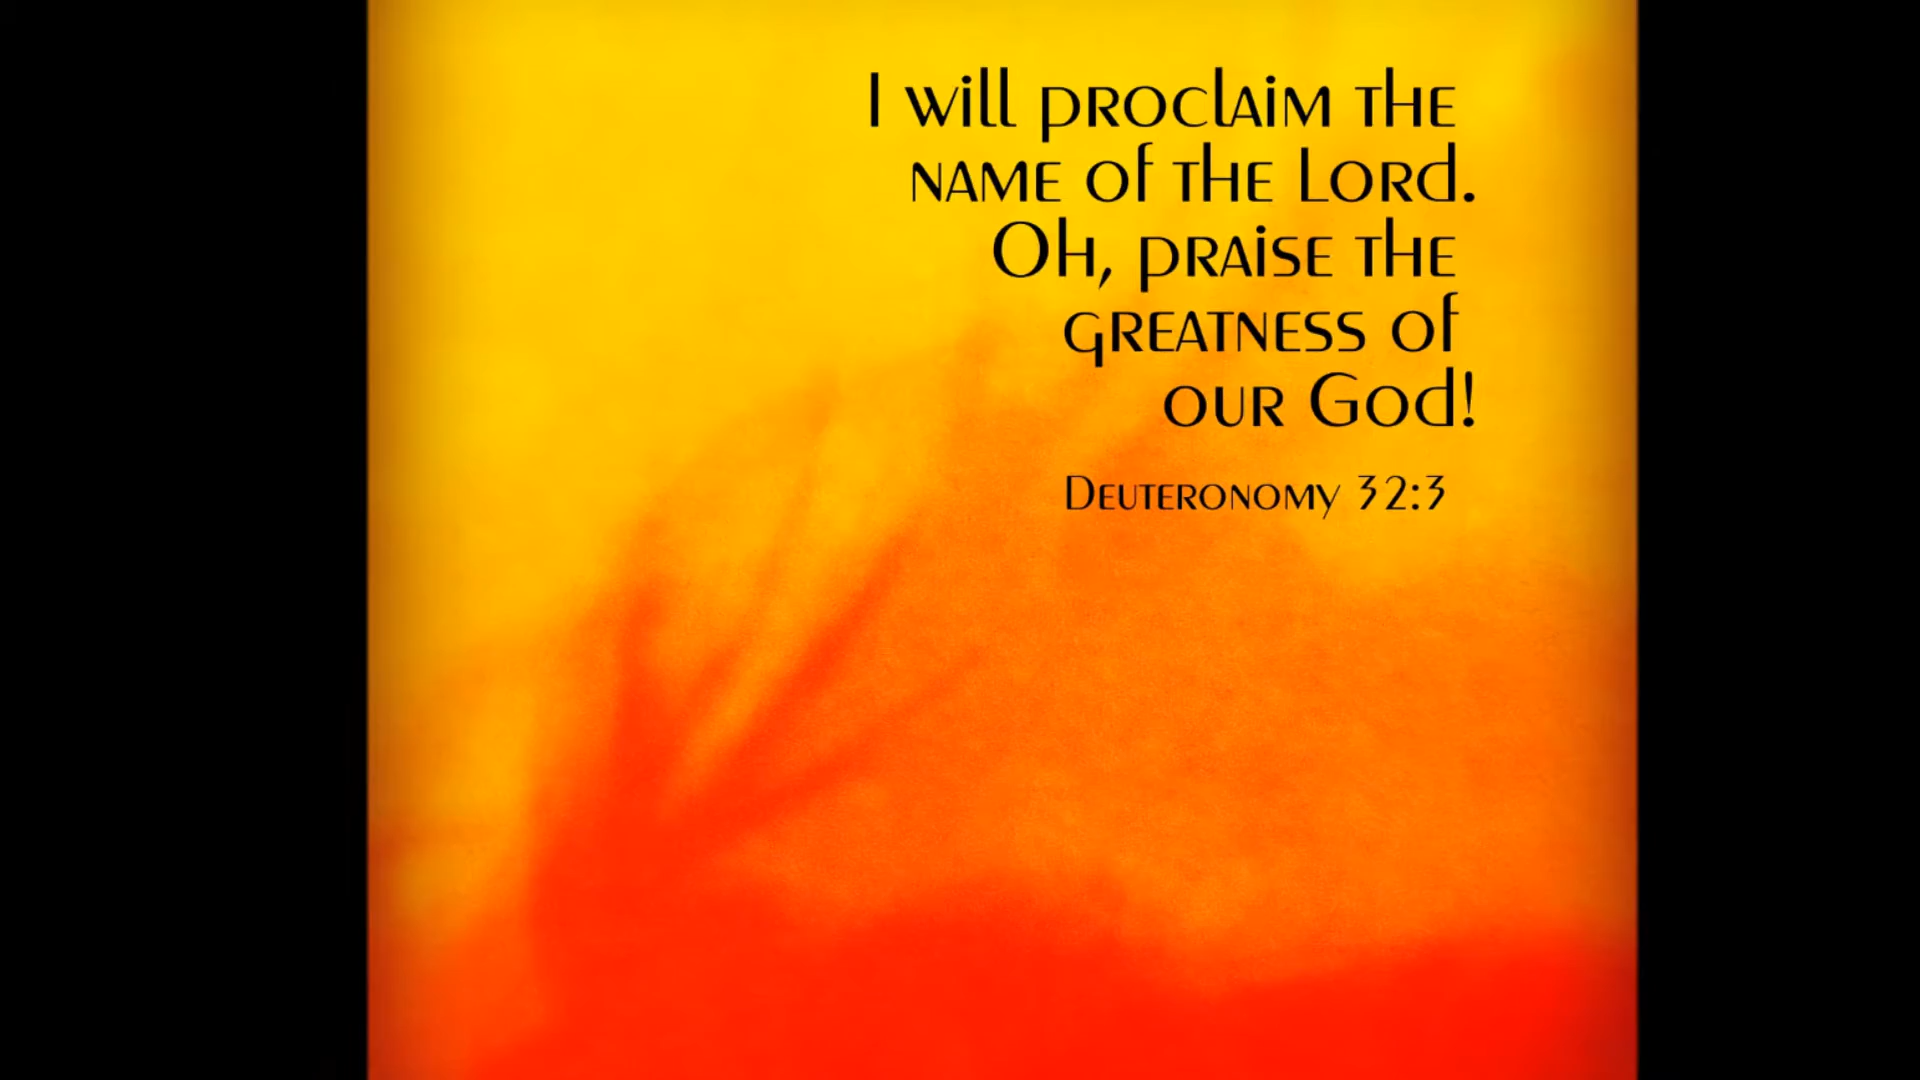 I will proclaim the
name of the Lord.
Oh, praise the
greatness of
our God!
Deuteronomy 32:3